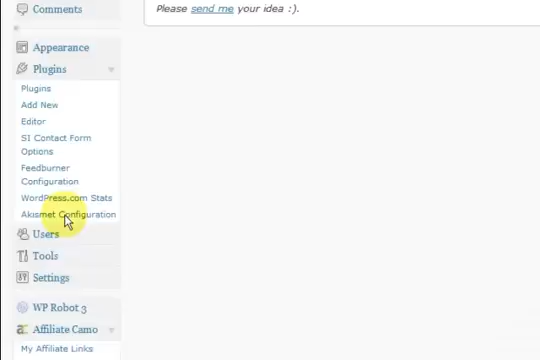 Comments
Please send me your idea :).
Appearance
Plugins
Plugins
Add New
Editor
SI Contact Form
Options
Feedburner
Configuration
WordPress.com Stats
Akismet Configuration
Users
Tools
Settings
WP Robot 3
Affiliate Camo
My Affiliate Links